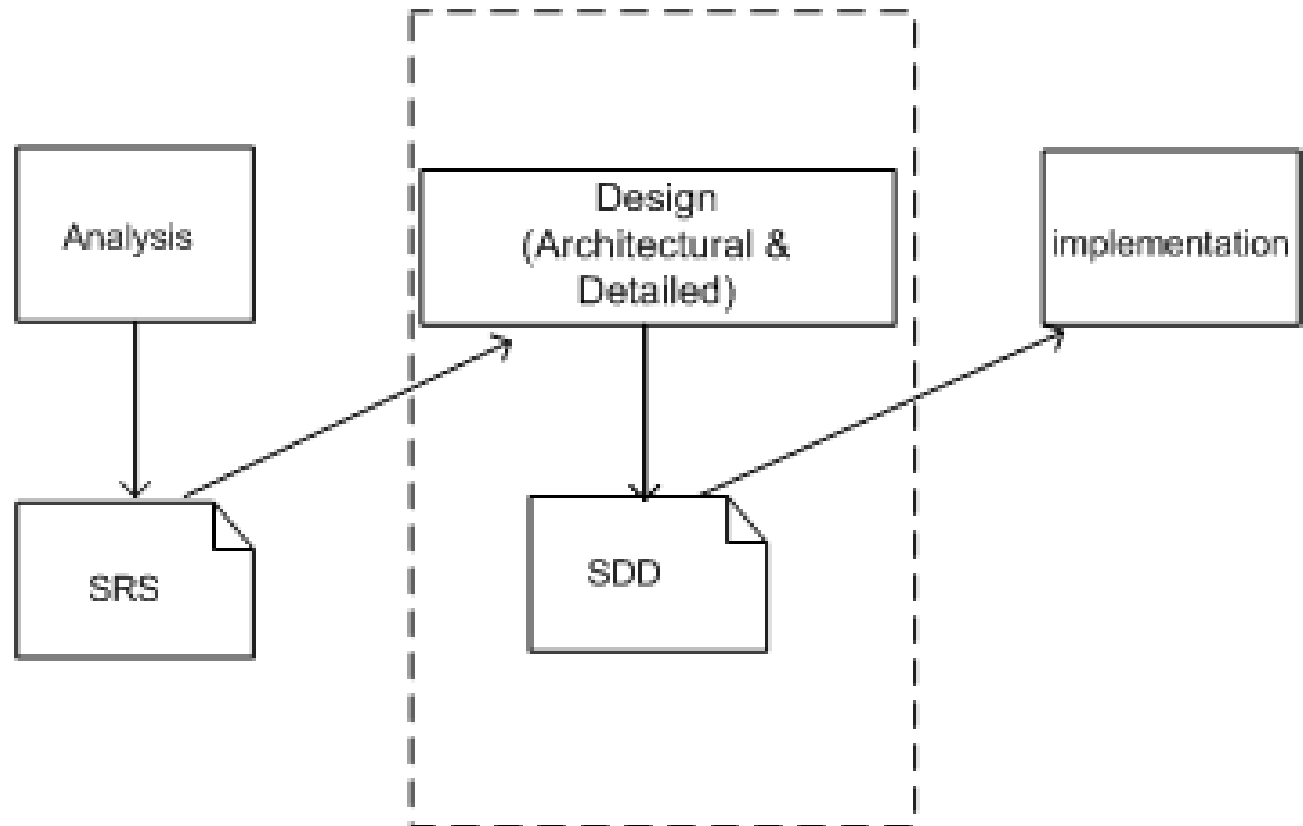 Analysis
Design
(Architectural &
Detailed)
implementation
SRS
SDD